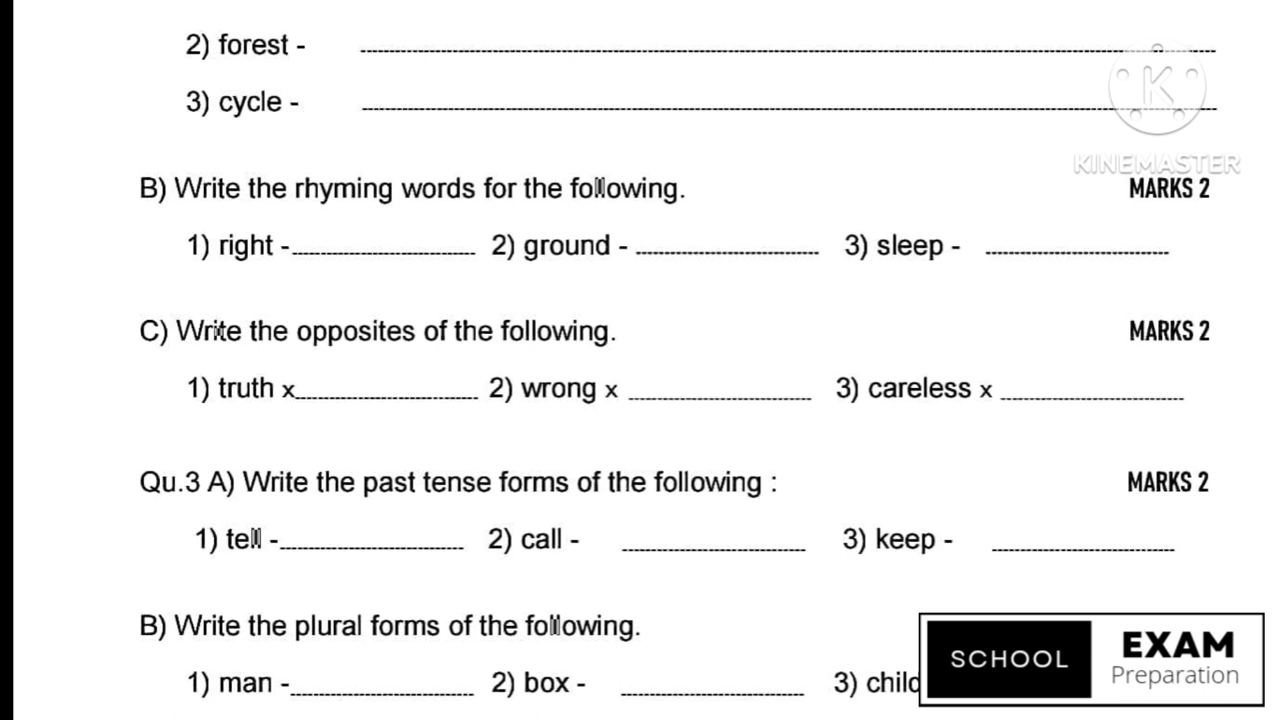 2) forest -
3) cycle -
KINEMASTER
B) Write the rhyming words for the following. MARKS 2
1) right - 2) ground - 3) sleep -
C) Write the opposites of the following. MARKS 2
1) truth x 2) wrong x 3) careless x
Qu.3 A) Write the past tense forms of the following : MARKS 2
1) tell - 2) call - 3) keep -
B) Write the plural forms of the following.
1) man - 2) box - 3) child
SCHOOL EXAM
Preparation